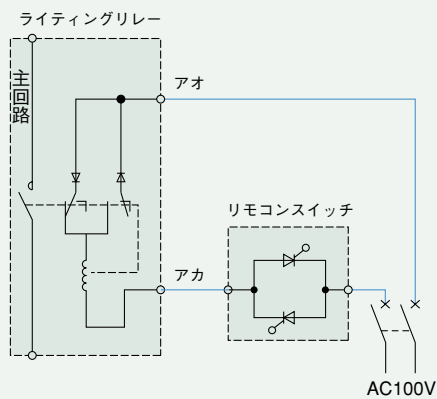 ライティングリレー
主回路
アオ
リモコンスイッチ
アカ
AC100V